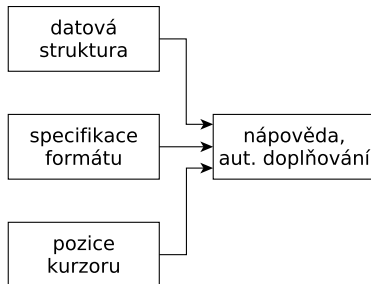 datová
struktura
specifikace
formátu
nápověda,
aut. doplňování
pozice
kurzoru